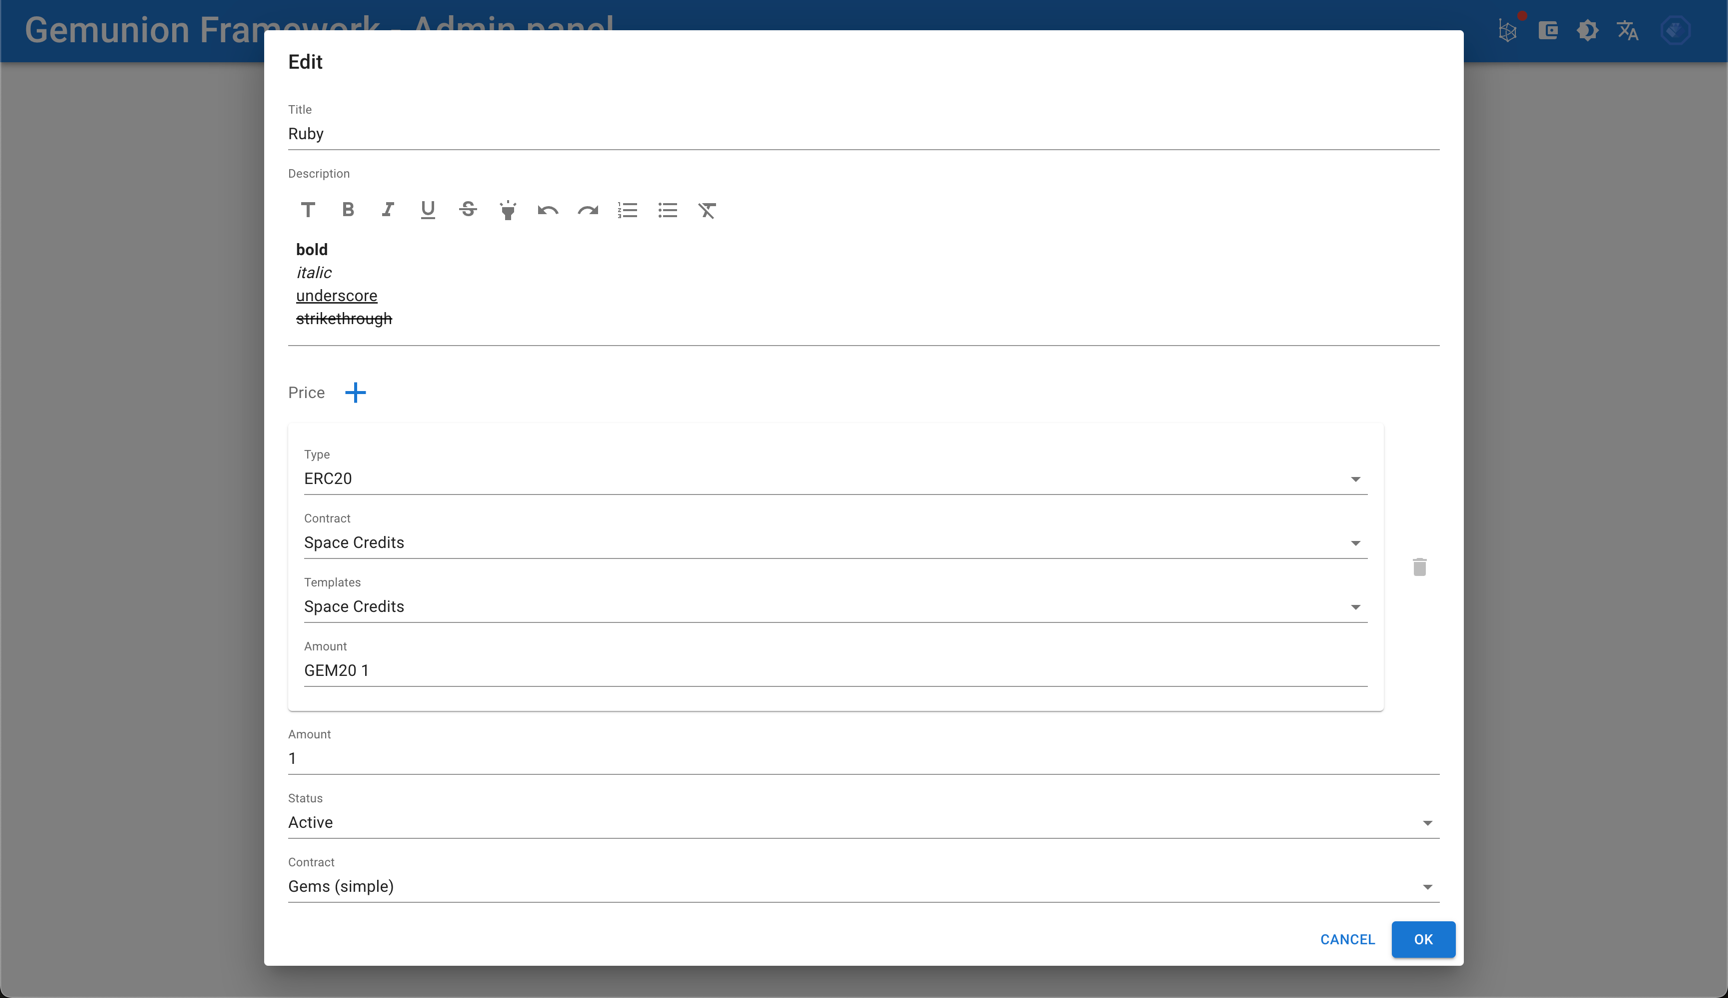 Gemunion Framework - Admin panel
Edit
Title
Ruby
Description
bold
italic
underscore
strikethrough
Price
Type
ERC20
Contract
Space Credits
Templates
Space Credits
Amount
GEM20 1
Amount
1
Status
Active
Contract
Gems (simple)
CANCEL OK